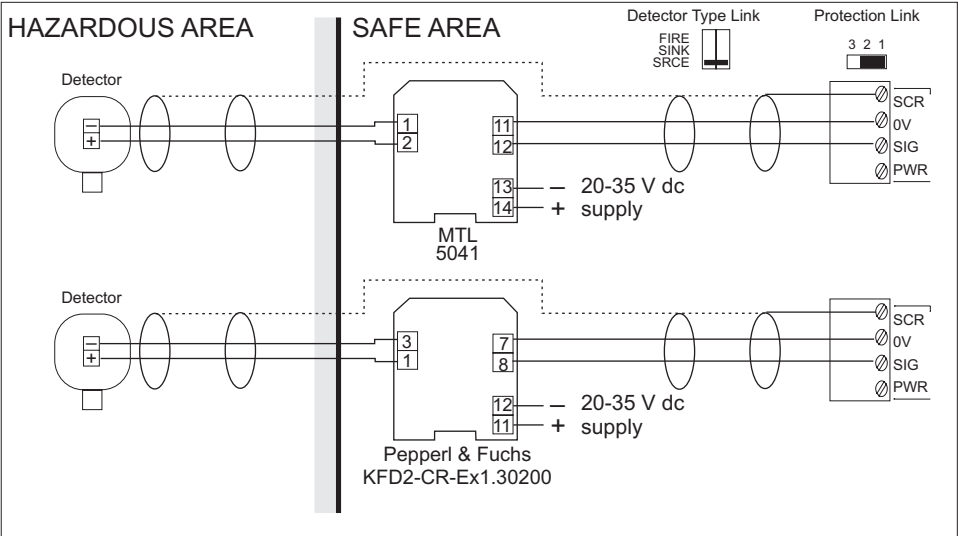 HAZARDOUS AREA
SAFE AREA
Detector Type Link
FIRE
SINK
SRCE
Protection Link
3 2 1
Detector
–
+
1
2
11
12
13
– 20-35 V dc
14
+ supply
MTL
5041
SCR
0V
SIG
PWR
Detector
–
+
3
1
7
8
12
– 20-35 V dc
11
+ supply
Pepperl & Fuchs
KFD2-CR-Ex1.30200
SCR
0V
SIG
PWR